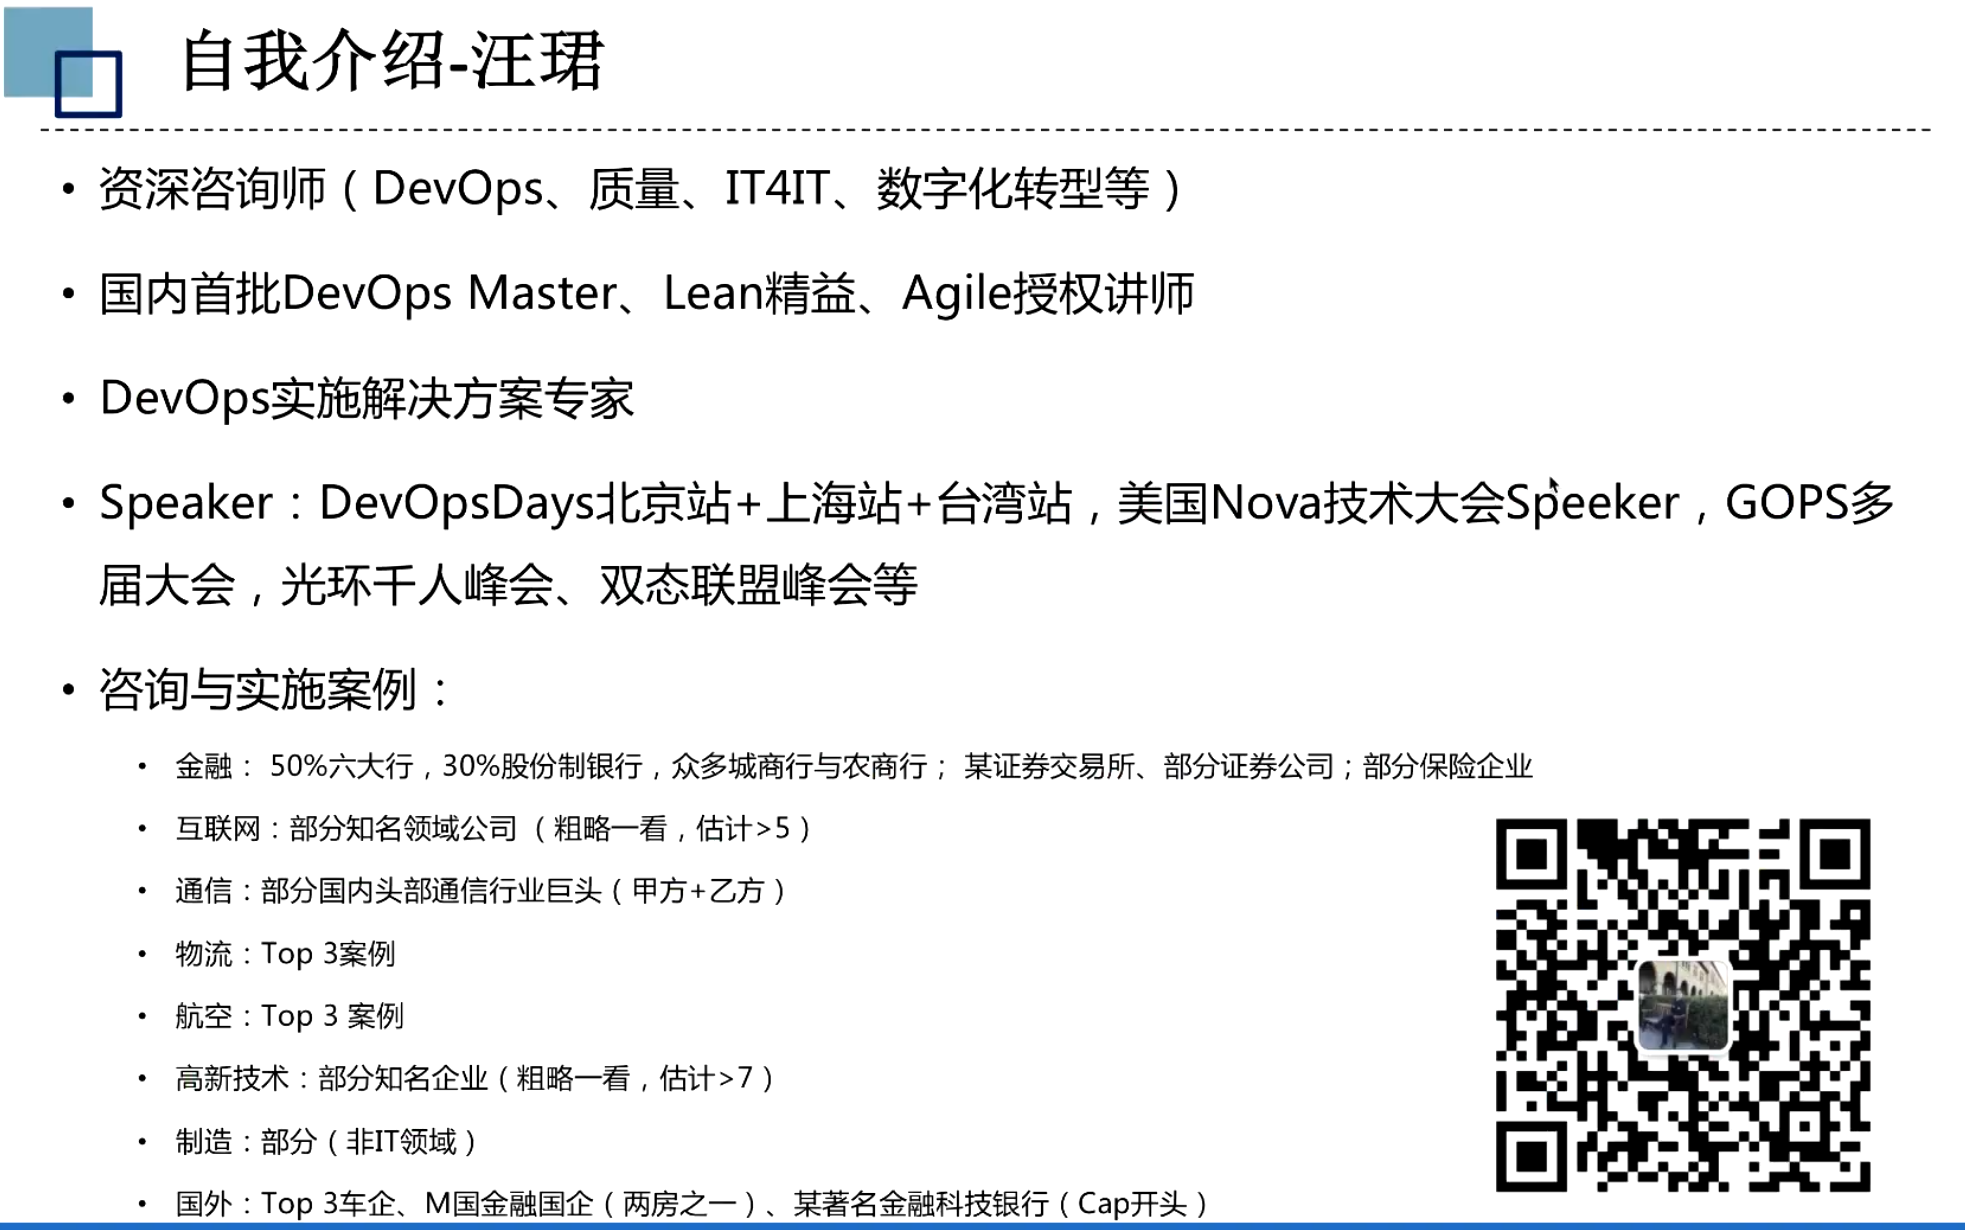 自我介绍-汪珺
• 资深咨询师（DevOps、质量、IT4IT、数字化转型等）
• 国内首批DevOps Master、Lean精益、Agile授权讲师
• DevOps实施解决方案专家
• Speaker：DevOpsDays北京站+上海站+台湾站，美国Nova技术大会Speeker，GOPS多
届大会，光环千人峰会、双态联盟峰会等
• 咨询与实施案例：
• 金融： 50%六大行，30%股份制银行，众多城商行与农商行； 某证券交易所、部分证券公司；部分保险企业
• 互联网：部分知名领域公司 （粗略一看，估计>5）
• 通信：部分国内头部通信行业巨头（甲方+乙方）
• 物流：Top 3案例
• 航空：Top 3 案例
• 高新技术：部分知名企业（粗略一看，估计>7）
• 制造：部分（非IT领域）
• 国外：Top 3车企、M国金融国企（两房之一）、某著名金融科技银行（Cap开头）